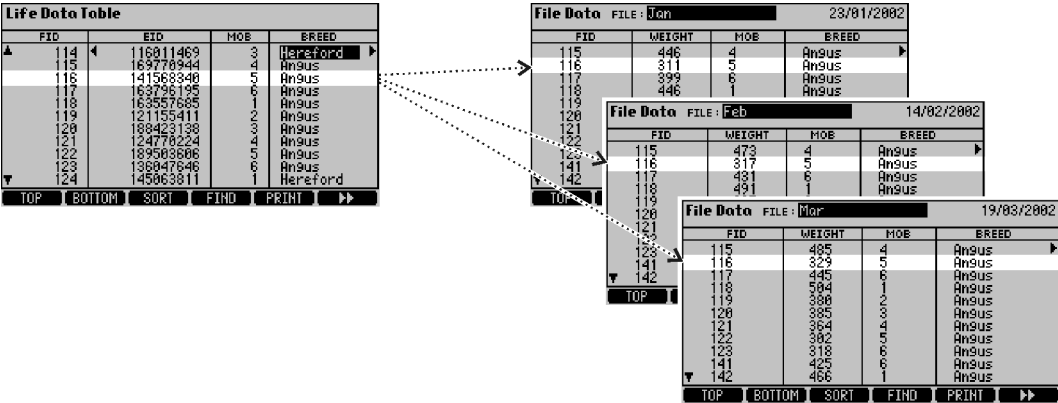 Life Data Table
FID EID MOB BREED
114 116011469 3 Hereford
115 169770944 4 Angus
116 141568340 5 Angus
117 163796195 6 Angus
118 163557685 1 Angus
119 121155411 2 Angus
120 188423138 3 Angus
121 124770224 4 Angus
122 189503606 5 Angus
123 136047646 6 Angus
124 145063811 1 Hereford
TOP BOTTOM SORT FIND PRINT
File Data FILE: Jan 23/01/2002
FID WEIGHT MOB BREED
115 446 4 Angus
116 311 5 Angus
117 399 6 Angus
118 446 1 Angus
119
120
121
122
123
141
142
TOP
File Data FILE: Feb 14/02/2002
FID WEIGHT MOB BREED
115 473 4 Angus
116 317 5 Angus
117 431 6 Angus
118 491 1 Angus
119
120
121
122
123
141
142
TOP
File Data FILE: Mar 19/03/2002
FID WEIGHT MOB BREED
115 485 4 Angus
116 329 5 Angus
117 445 6 Angus
118 504 1 Angus
119 380 2 Angus
120 385 3 Angus
121 364 4 Angus
122 302 5 Angus
123 318 6 Angus
141 425 6 Angus
142 466 1 Angus
TOP BOTTOM SORT FIND PRINT